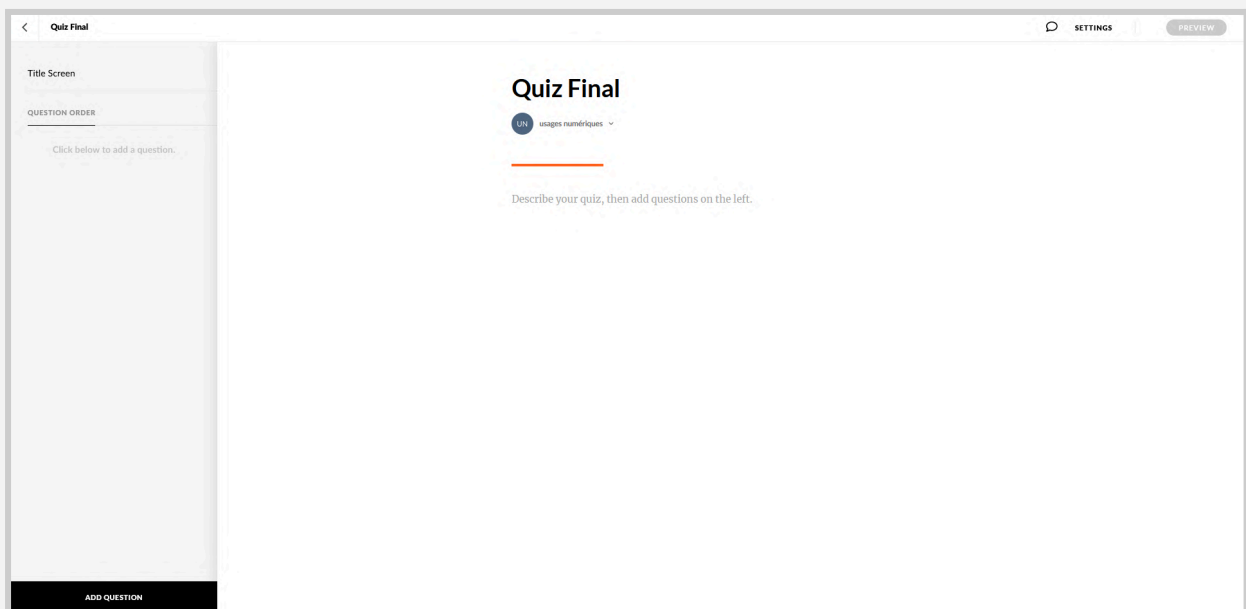 Quiz Final
SETTINGS
PREVIEW
Title Screen
QUESTION ORDER
Click below to add a question.
ADD QUESTION
Quiz Final
UN usages numériques
Describe your quiz, then add questions on the left.